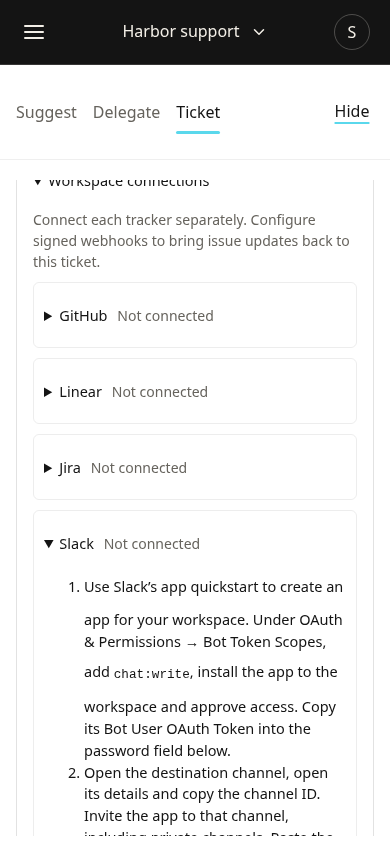 Harbor support
S
Suggest Delegate Ticket Hide
Workspace connections
Connect each tracker separately. Configure
signed webhooks to bring issue updates back to
this ticket.
GitHub Not connected
Linear Not connected
Jira Not connected
Slack Not connected
1. Use Slack’s app quickstart to create an
app for your workspace. Under OAuth
& Permissions → Bot Token Scopes,
add chat:write, install the app to the
workspace and approve access. Copy
its Bot User OAuth Token into the
password field below.
2. Open the destination channel, open
its details and copy the channel ID.
Invite the app to that channel,
including private channels. Paste the